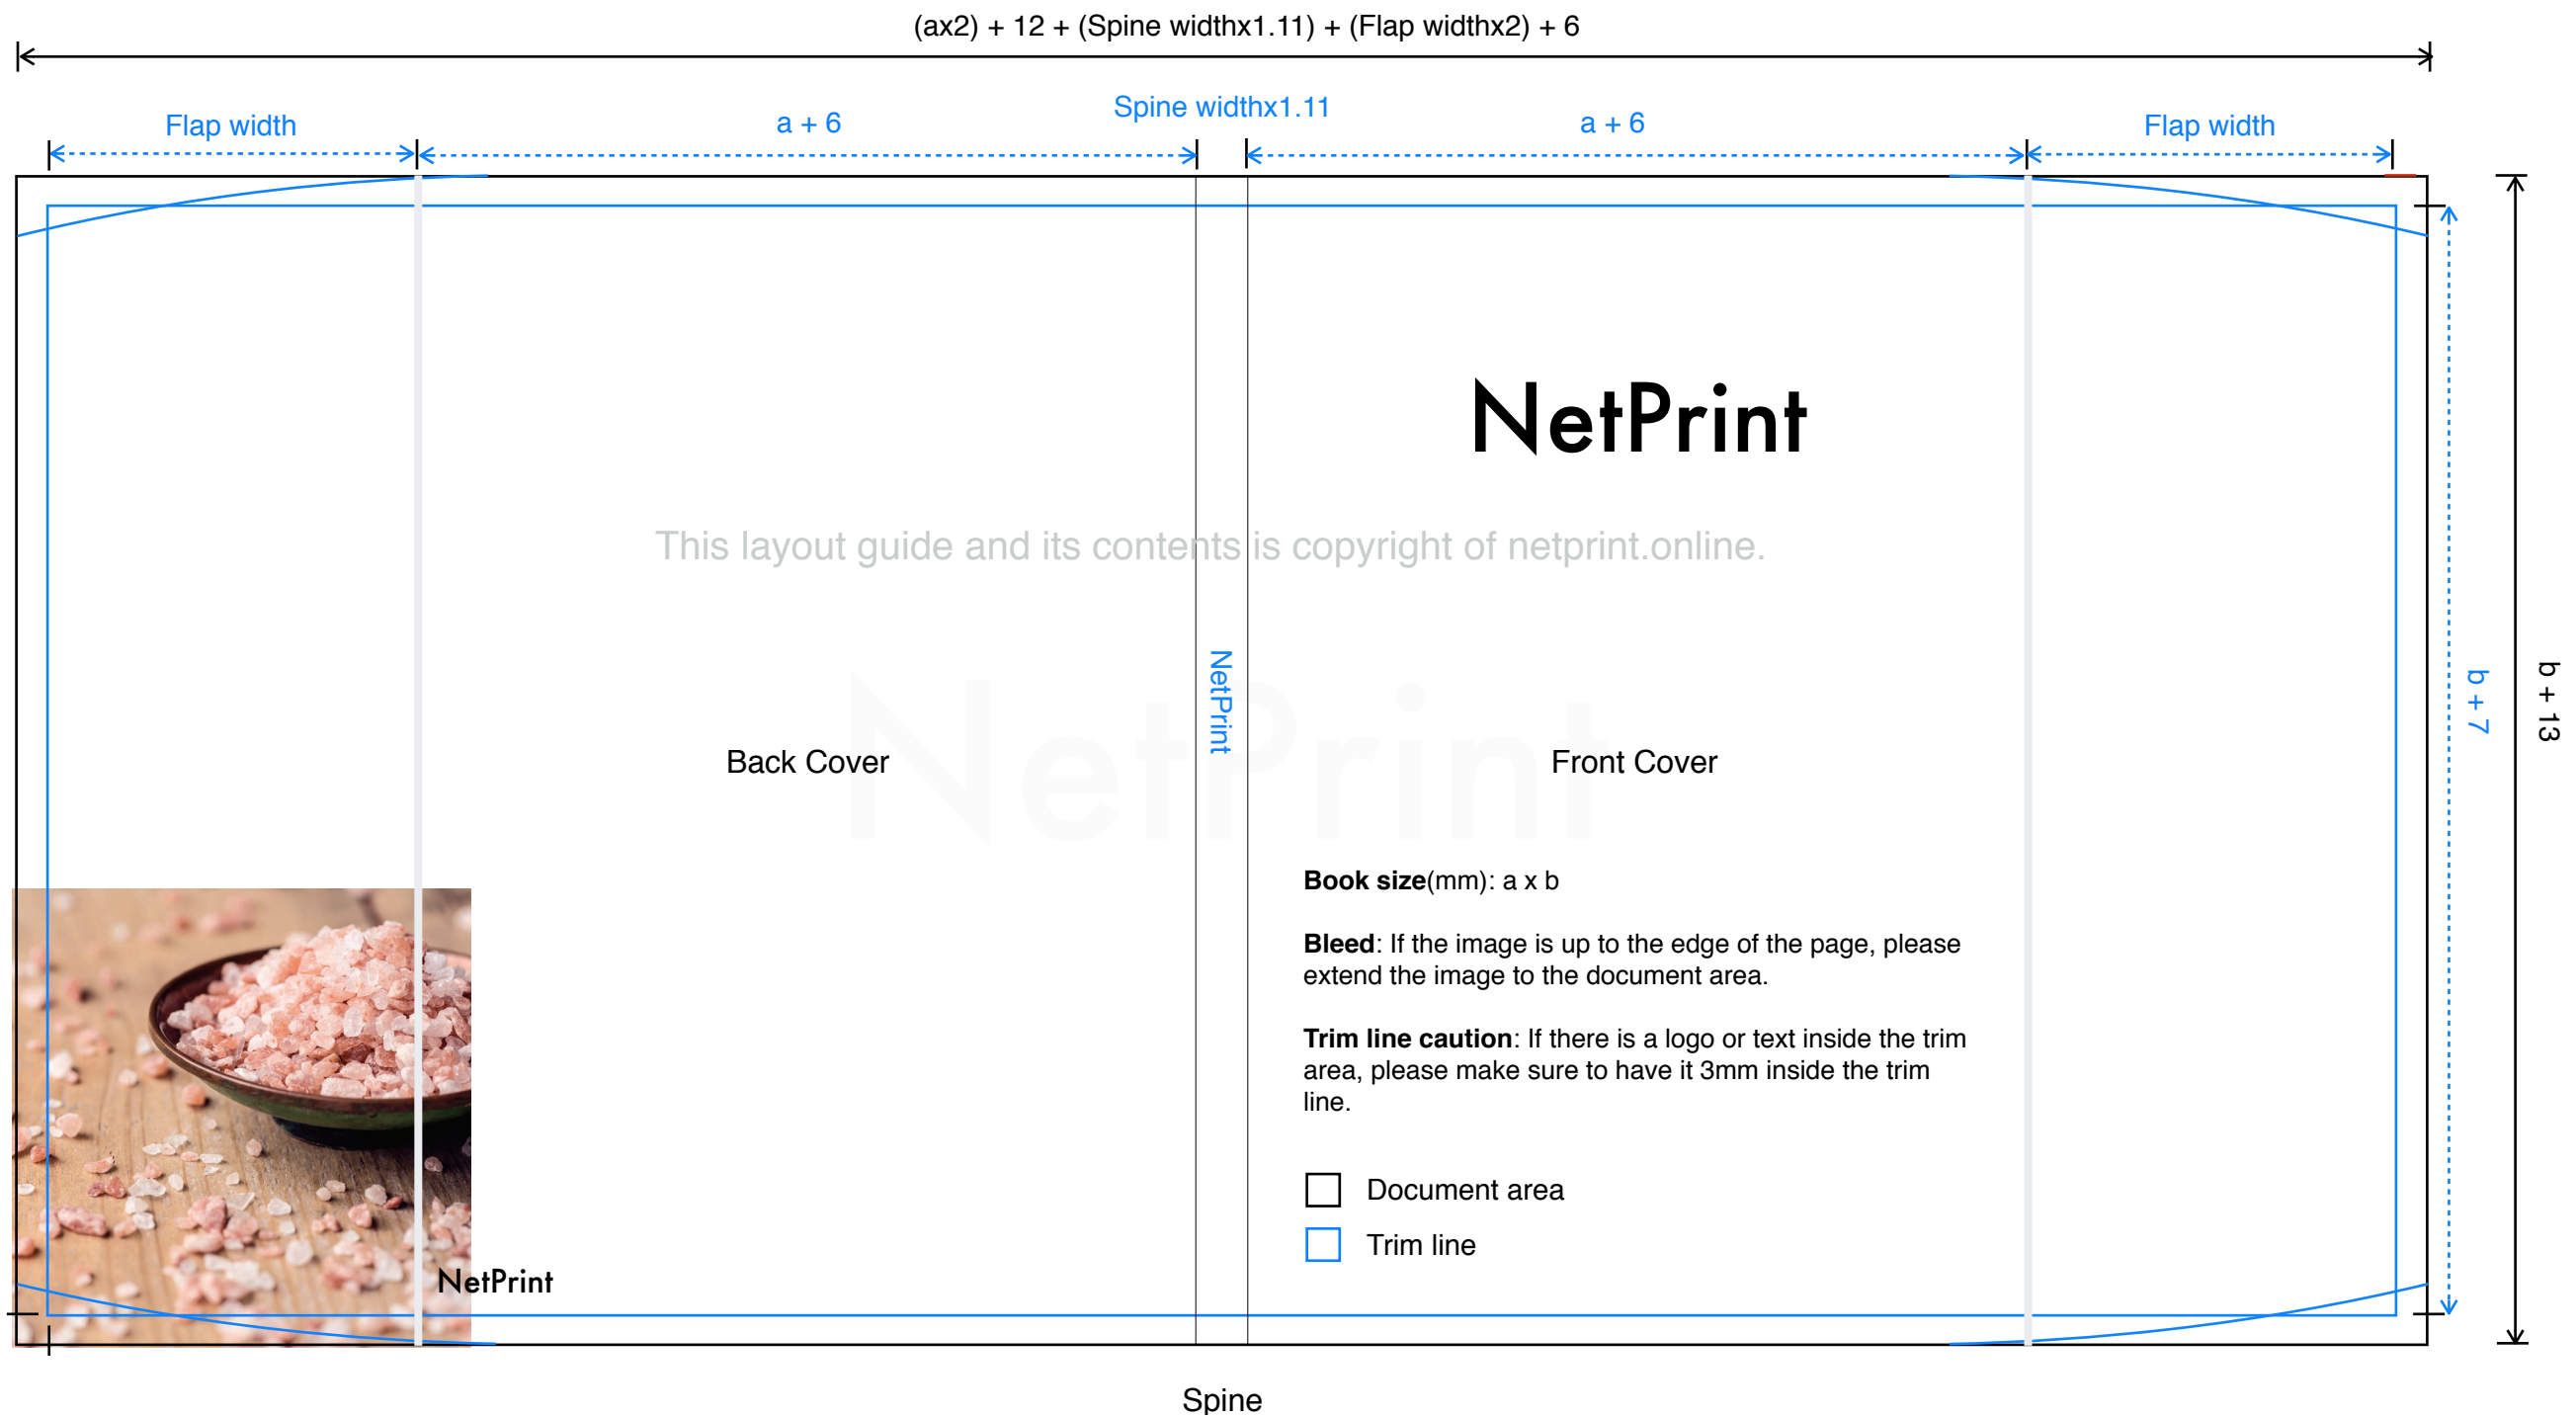 (ax2) + 12 + (Spine widthx1.11) + (Flap widthx2) + 6
Flap width
a + 6
Spine widthx1.11
a + 6
Flap width
NetPrint
This layout guide and its contents is copyright of netprint.online.
NetPrint
NetPrint
Back Cover
Front Cover
b + 7
b + 13
Book size(mm): a x b
Bleed: If the image is up to the edge of the page, please
extend the image to the document area.
Trim line caution: If there is a logo or text inside the trim
area, please make sure to have it 3mm inside the trim
line.
Document area
Trim line
NetPrint
Spine